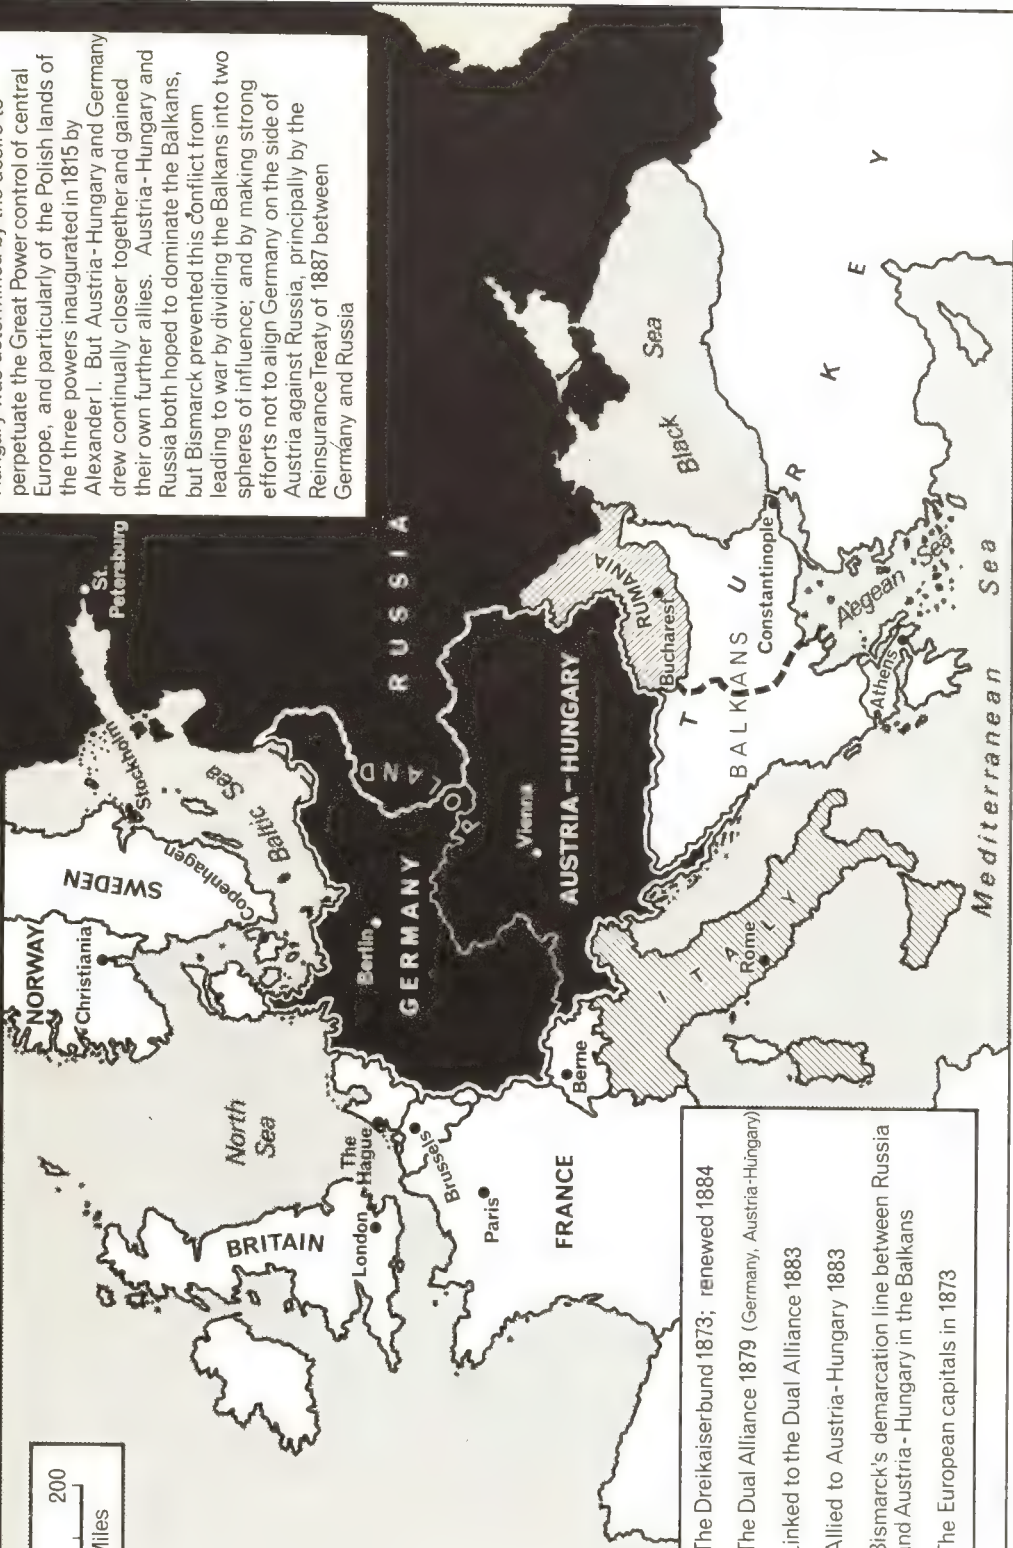 perpetuate the Great Power control of central
Europe, and particularly of the Polish lands of
the three powers inaugurated in 1815 by
Alexander I. But Austria-Hungary and Germany
drew continually closer together and gained
their own further allies. Austria-Hungary and
Russia both hoped to dominate the Balkans,
but Bismarck prevented this conflict from
leading to war by dividing the Balkans into two
spheres of influence; and by making strong
efforts not to align Germany on the side of
Austria against Russia, principally by the
Reinsurance Treaty of 1887 between
Germany and Russia
St.
Petersburg
NORWAY
Christiania
SWEDEN
Stockholm
Copenhagen
Baltic
Sea
North
Sea
BRITAIN
London
The
Hague
Brussels
Paris
FRANCE
Berne
Berlin
GERMANY
POLAND
RUSSIA
Vienna
AUSTRIA-HUNGARY
RUMANIA
Bucharest
Black
Sea
Constantinople
TURKEY
BALKANS
Aegean
Sea
Athens
ITALY
Rome
Mediterranean Sea
200
Miles
The Dreikaiserbund 1873; renewed 1884
The Dual Alliance 1879 (Germany, Austria-Hungary)
Linked to the Dual Alliance 1883
Allied to Austria-Hungary 1883
Bismarck's demarcation line between Russia
and Austria-Hungary in the Balkans
The European capitals in 1873